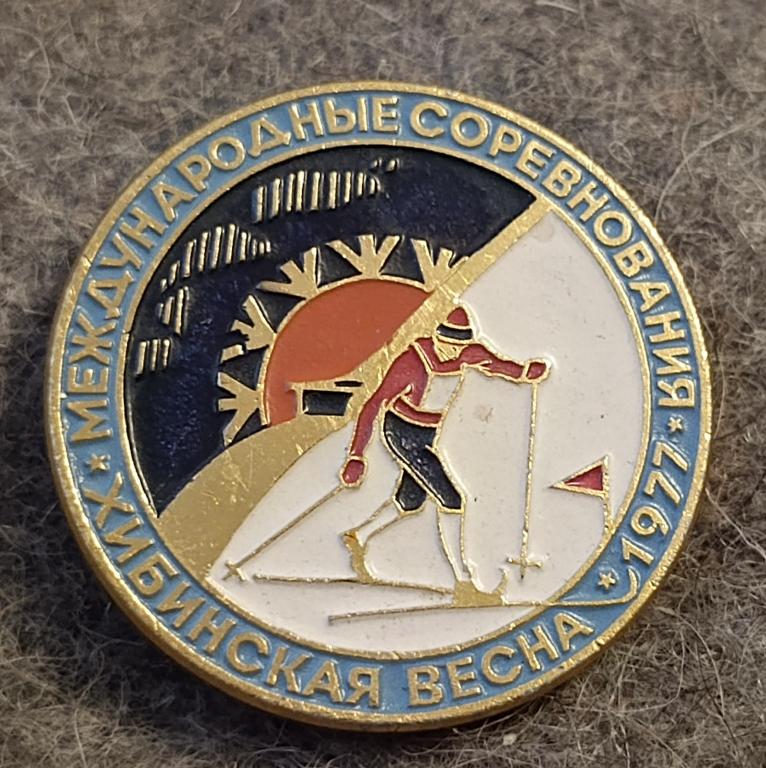 МЕЖДУНАРОДНЫЕ СОРЕВНОВАНИЯ
ХИБИНСКАЯ ВЕСНА
1977